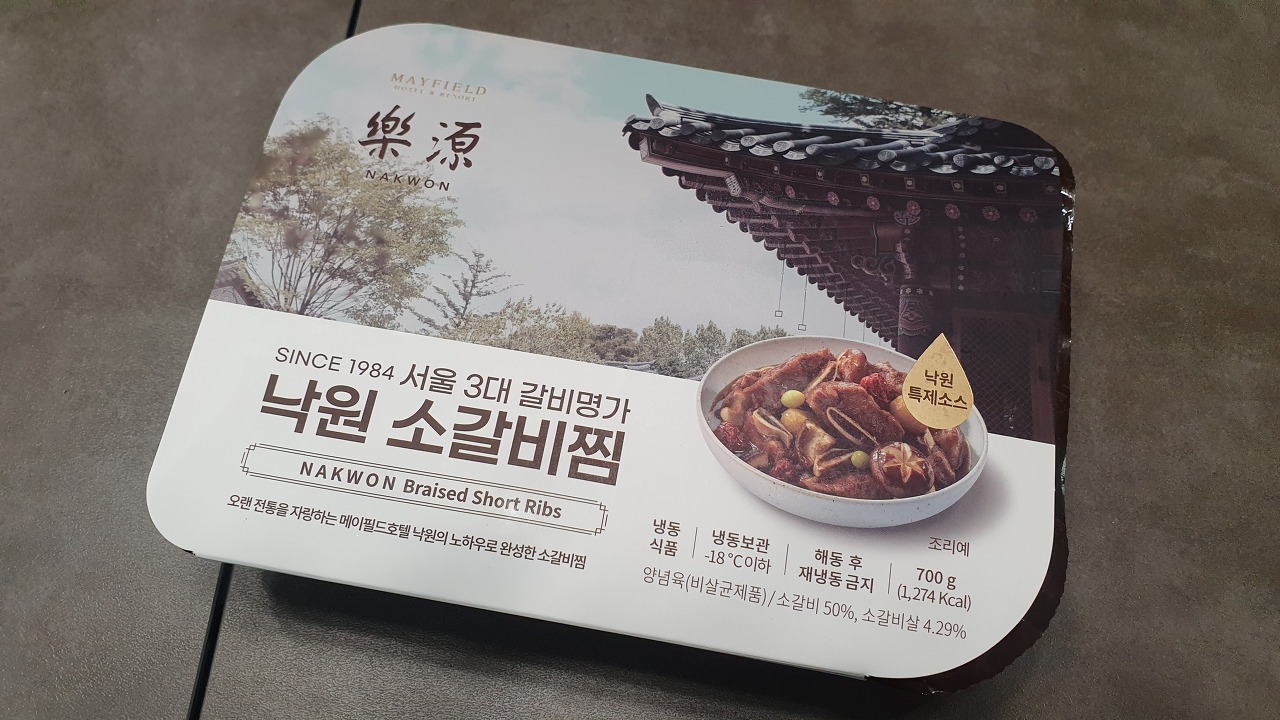 MAYFIELD
HOTEL & RESORT
樂源
NAKWON
SINCE 1984 서울 3대 갈비명가
낙원 소갈비찜
NAKWON Braised Short Ribs
오랜 전통을 자랑하는 메이필드호텔 낙원의 노하우로 완성한 소갈비찜
낙원
특제소스
조리예
냉동
식품
냉동보관
-18℃이하
해동 후
재냉동 금지
700 g
(1,274 Kcal)
양념육(비살균제품)/소갈비 50%, 소갈비살 4.29%